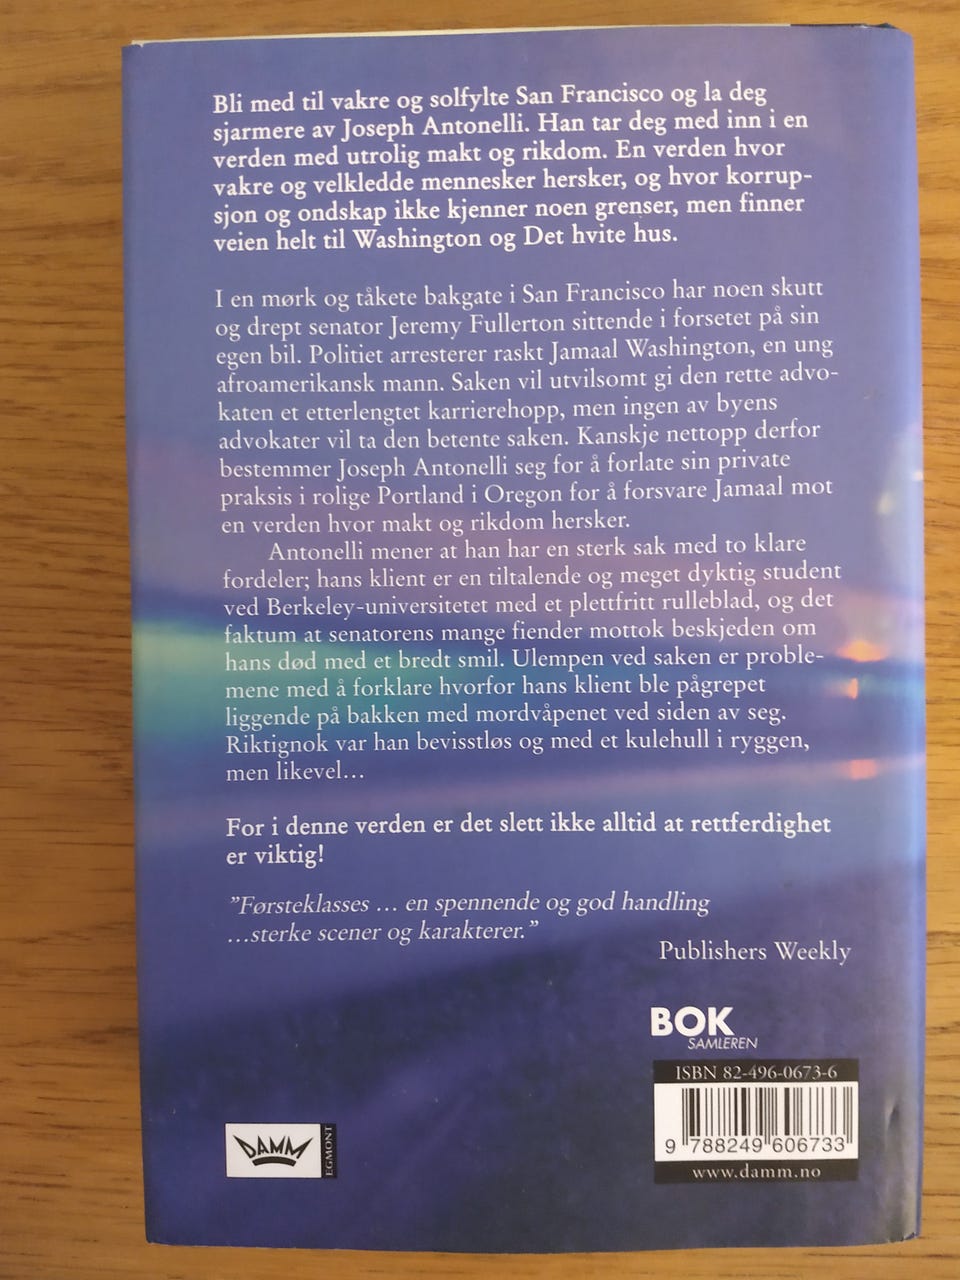 Bli med til vakre og solfylte San Francisco og la deg
sjarmere av Joseph Antonelli. Han tar deg med inn i en
verden med utrolig makt og rikdom. En verden hvor
vakre og velkledde mennesker hersker, og hvor korrup-
sjon og ondskap ikke kjenner noen grenser, men finner
veien helt til Washington og Det hvite hus.
I en mørk og tåkete bakgate i San Francisco har noen skutt
og drept senator Jeremy Fullerton sittende i forsetet på sin
egen bil. Politiet arresterer raskt Jamaal Washington, en ung
afroamerikansk mann. Saken vil utvilsomt gi den rette advo-
katen et etterlengtet karrierehopp, men ingen av byens
advokater vil ta den betente saken. Kanskje nettopp derfor
bestemmer Joseph Antonelli seg for å forlate sin private
praksis i rolige Portland i Oregon for å forsvare Jamaal mot
en verden hvor makt og rikdom hersker.
Antonelli mener at han har en sterk sak med to klare
fordeler; hans klient er en tiltalende og meget dyktig student
ved Berkeley-universitetet med et plettfritt rulleblad, og det
faktum at senatorens mange fiender mottok beskjeden om
hans død med et bredt smil. Ulempen ved saken er proble-
mene med å forklare hvorfor hans klient ble pågrepet
liggende på bakken med mordvåpenet ved siden av seg.
Riktignok var han bevisstløs og med et kulehull i ryggen,
men likevel…
For i denne verden er det slett ikke alltid at rettferdighet
er viktig!
”Førsteklasses … en spennende og god handling
…sterke scener og karakterer.”
Publishers Weekly
BOK
SAMLEREN
ISBN 82-496-0673-6
9 788249 606733
www.damm.no
DAMM
EGMONT